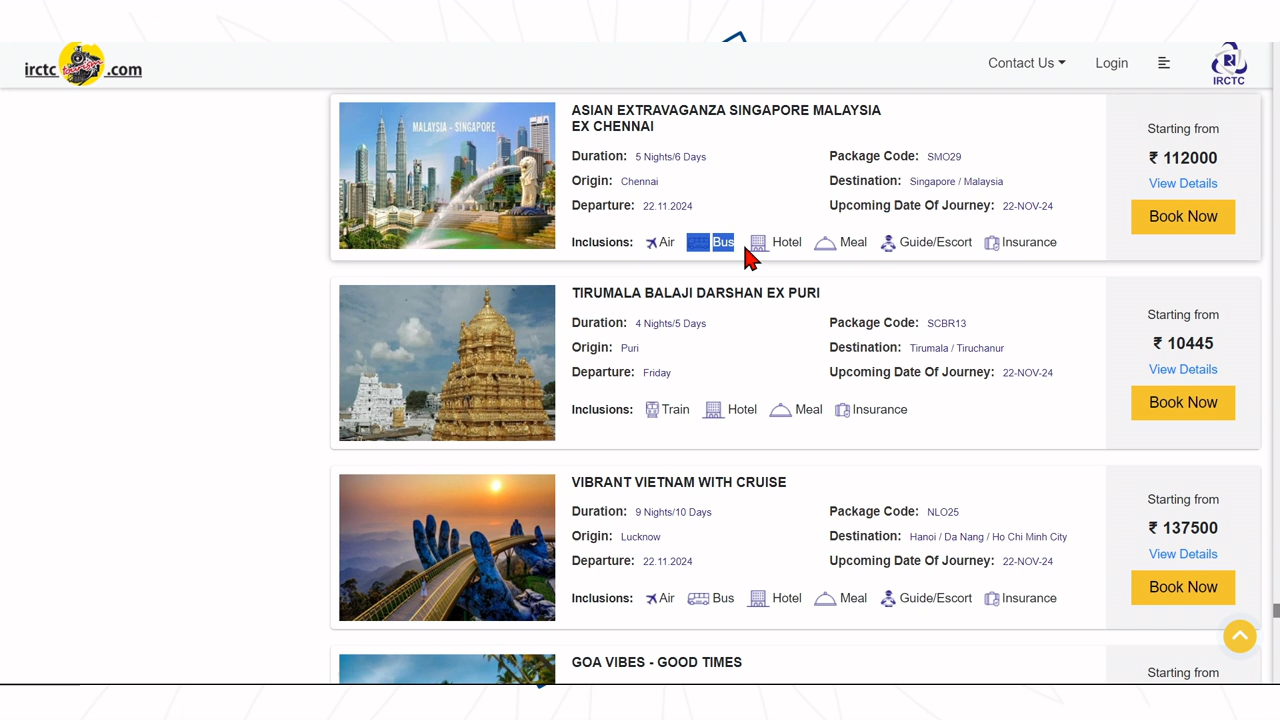 irctc tourism .com
Contact Us
Login
IRCTC
MALAYSIA - SINGAPORE
ASIAN EXTRAVAGANZA SINGAPORE MALAYSIA
EX CHENNAI
Duration: 5 Nights/6 Days
Package Code: SMO29
Origin: Chennai
Destination: Singapore / Malaysia
Departure: 22.11.2024
Upcoming Date Of Journey: 22-NOV-24
Inclusions: Air Bus Hotel Meal Guide/Escort Insurance
Starting from
₹ 112000
View Details
Book Now
TIRUMALA BALAJI DARSHAN EX PURI
Duration: 4 Nights/5 Days
Package Code: SCBR13
Origin: Puri
Destination: Tirumala / Tiruchanur
Departure: Friday
Upcoming Date Of Journey: 22-NOV-24
Inclusions: Train Hotel Meal Insurance
Starting from
₹ 10445
View Details
Book Now
VIBRANT VIETNAM WITH CRUISE
Duration: 9 Nights/10 Days
Package Code: NLO25
Origin: Lucknow
Destination: Hanoi / Da Nang / Ho Chi Minh City
Departure: 22.11.2024
Upcoming Date Of Journey: 22-NOV-24
Inclusions: Air Bus Hotel Meal Guide/Escort Insurance
Starting from
₹ 137500
View Details
Book Now
GOA VIBES - GOOD TIMES
Starting from